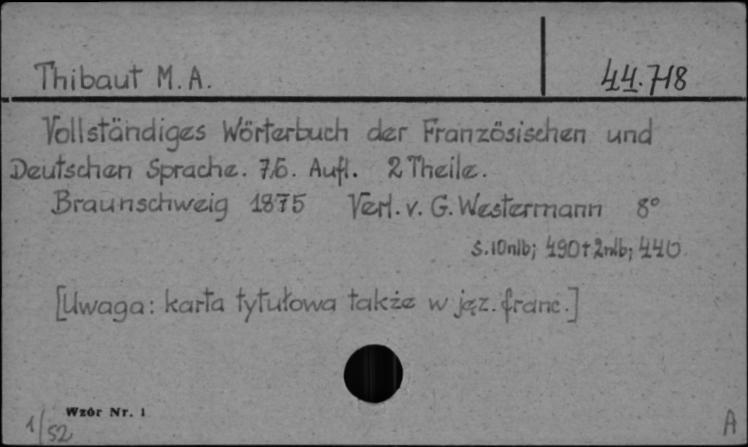 Thibaut M. A.
44.718
Vollständiges Wörterbuch der Französischen und
Deutschen Sprache. 76. Aufl. 2 Theile.
Braunschweig 1875 Verl. v. G. Westermann 8°
s. 10nlb; 490+2nlb; 440
[Uwaga: karta tytułowa także w jęz. franc.]
Wzór Nr. 1
1/52
A